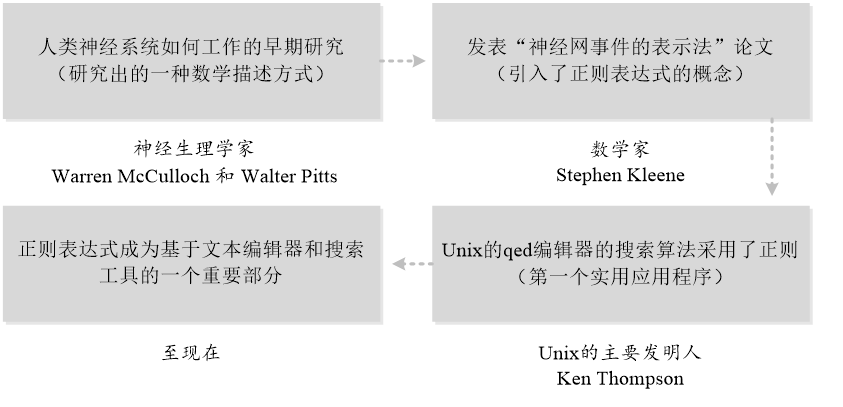 人类神经系统如何工作的早期研究
（研究出的一种数学描述方式）
神经生理学家
Warren McCulloch 和 Walter Pitts
发表“神经网事件的表示法”论文
（引入了正则表达式的概念）
数学家
Stephen Kleene
Unix的qed编辑器的搜索算法采用了正则
（第一个实用应用程序）
Unix的主要发明人
Ken Thompson
正则表达式成为基于文本编辑器和搜索
工具的一个重要部分
至现在